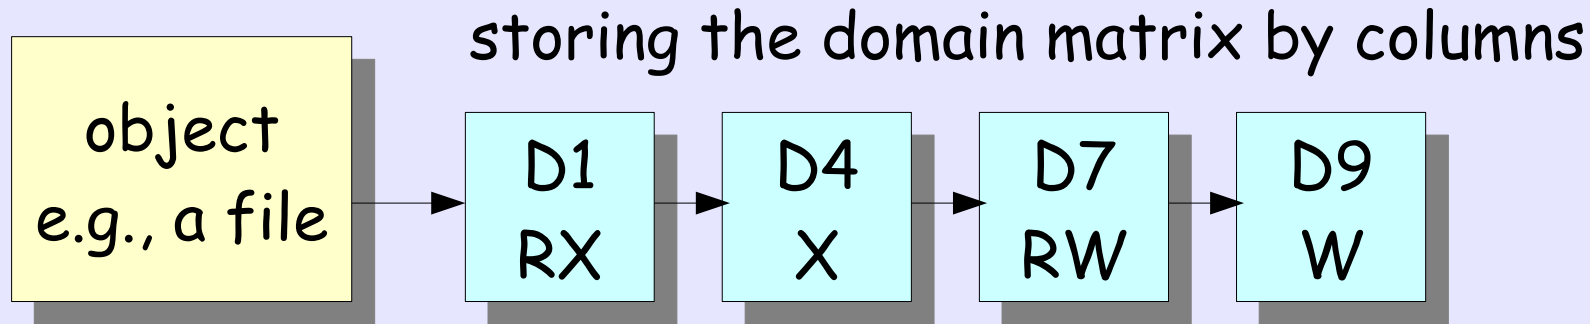 storing the domain matrix by columns
object
e.g., a file
D1
RX
D4
X
D7
RW
D9
W